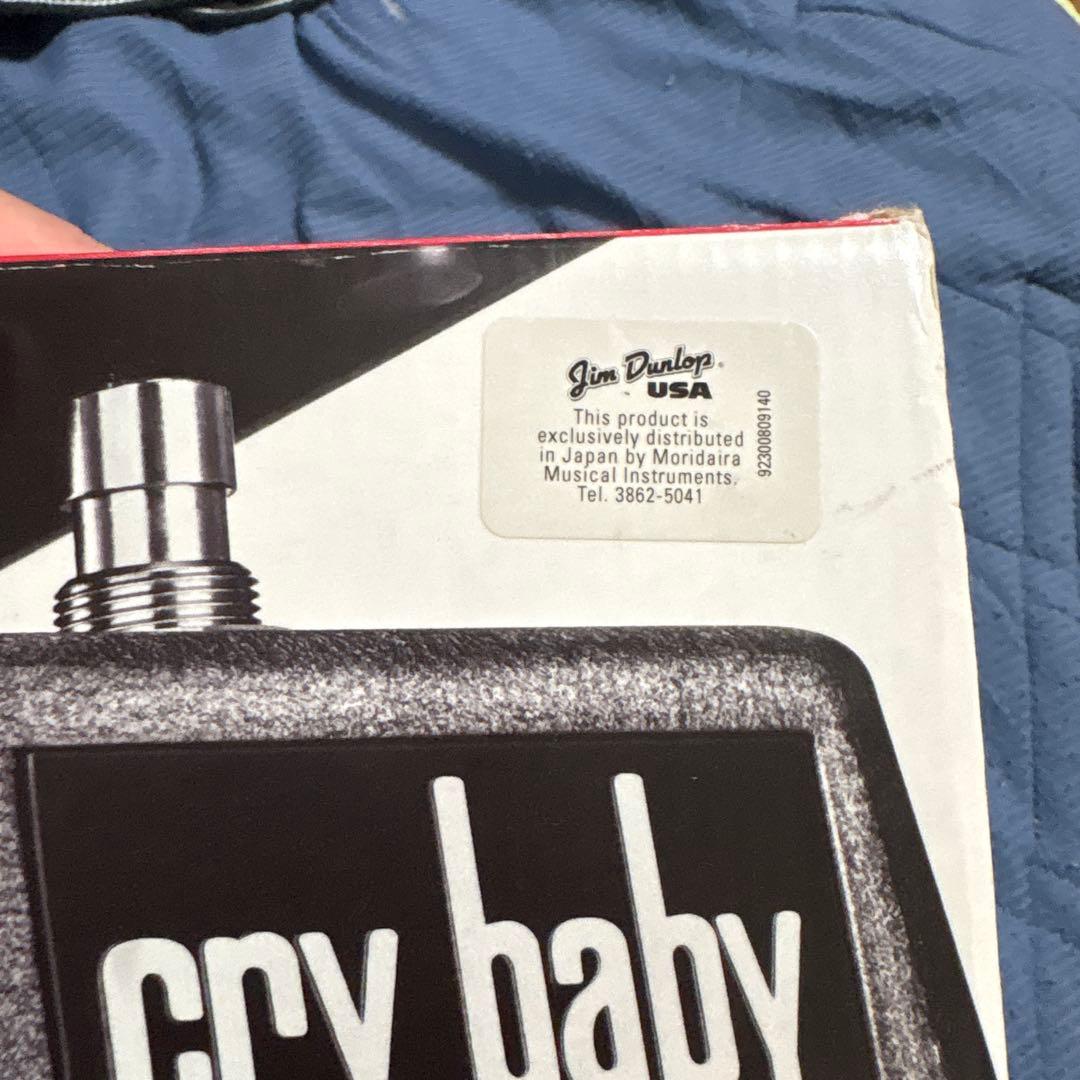 Jim Dunlop
USA
This product is
exclusively distributed
in Japan by Moridaira
Musical Instruments.
Tel. 3862-5041
923000809140
cry baby